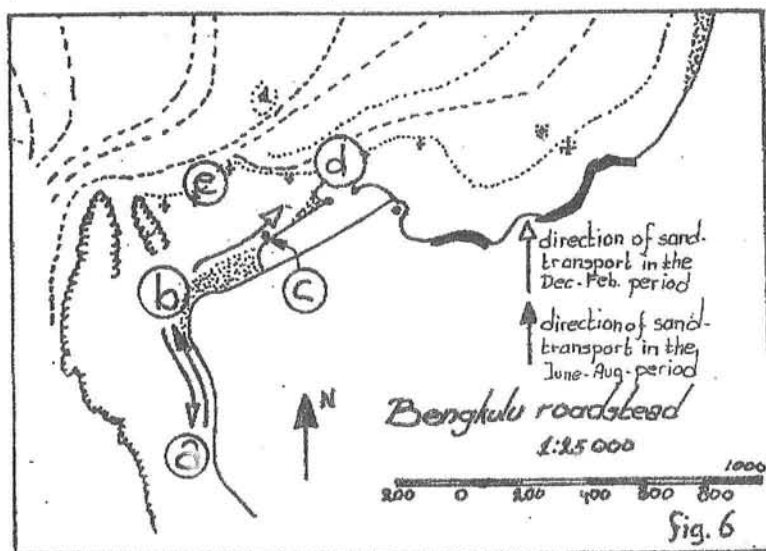 d
e
b
c
a
N
direction of sand-
transport in the
Dec.-Feb. period
direction of sand-
transport in the
June-Aug.-period
Bengkulu roadstead
1:25 000
1000
200 0 200 400 600 800
fig. 6